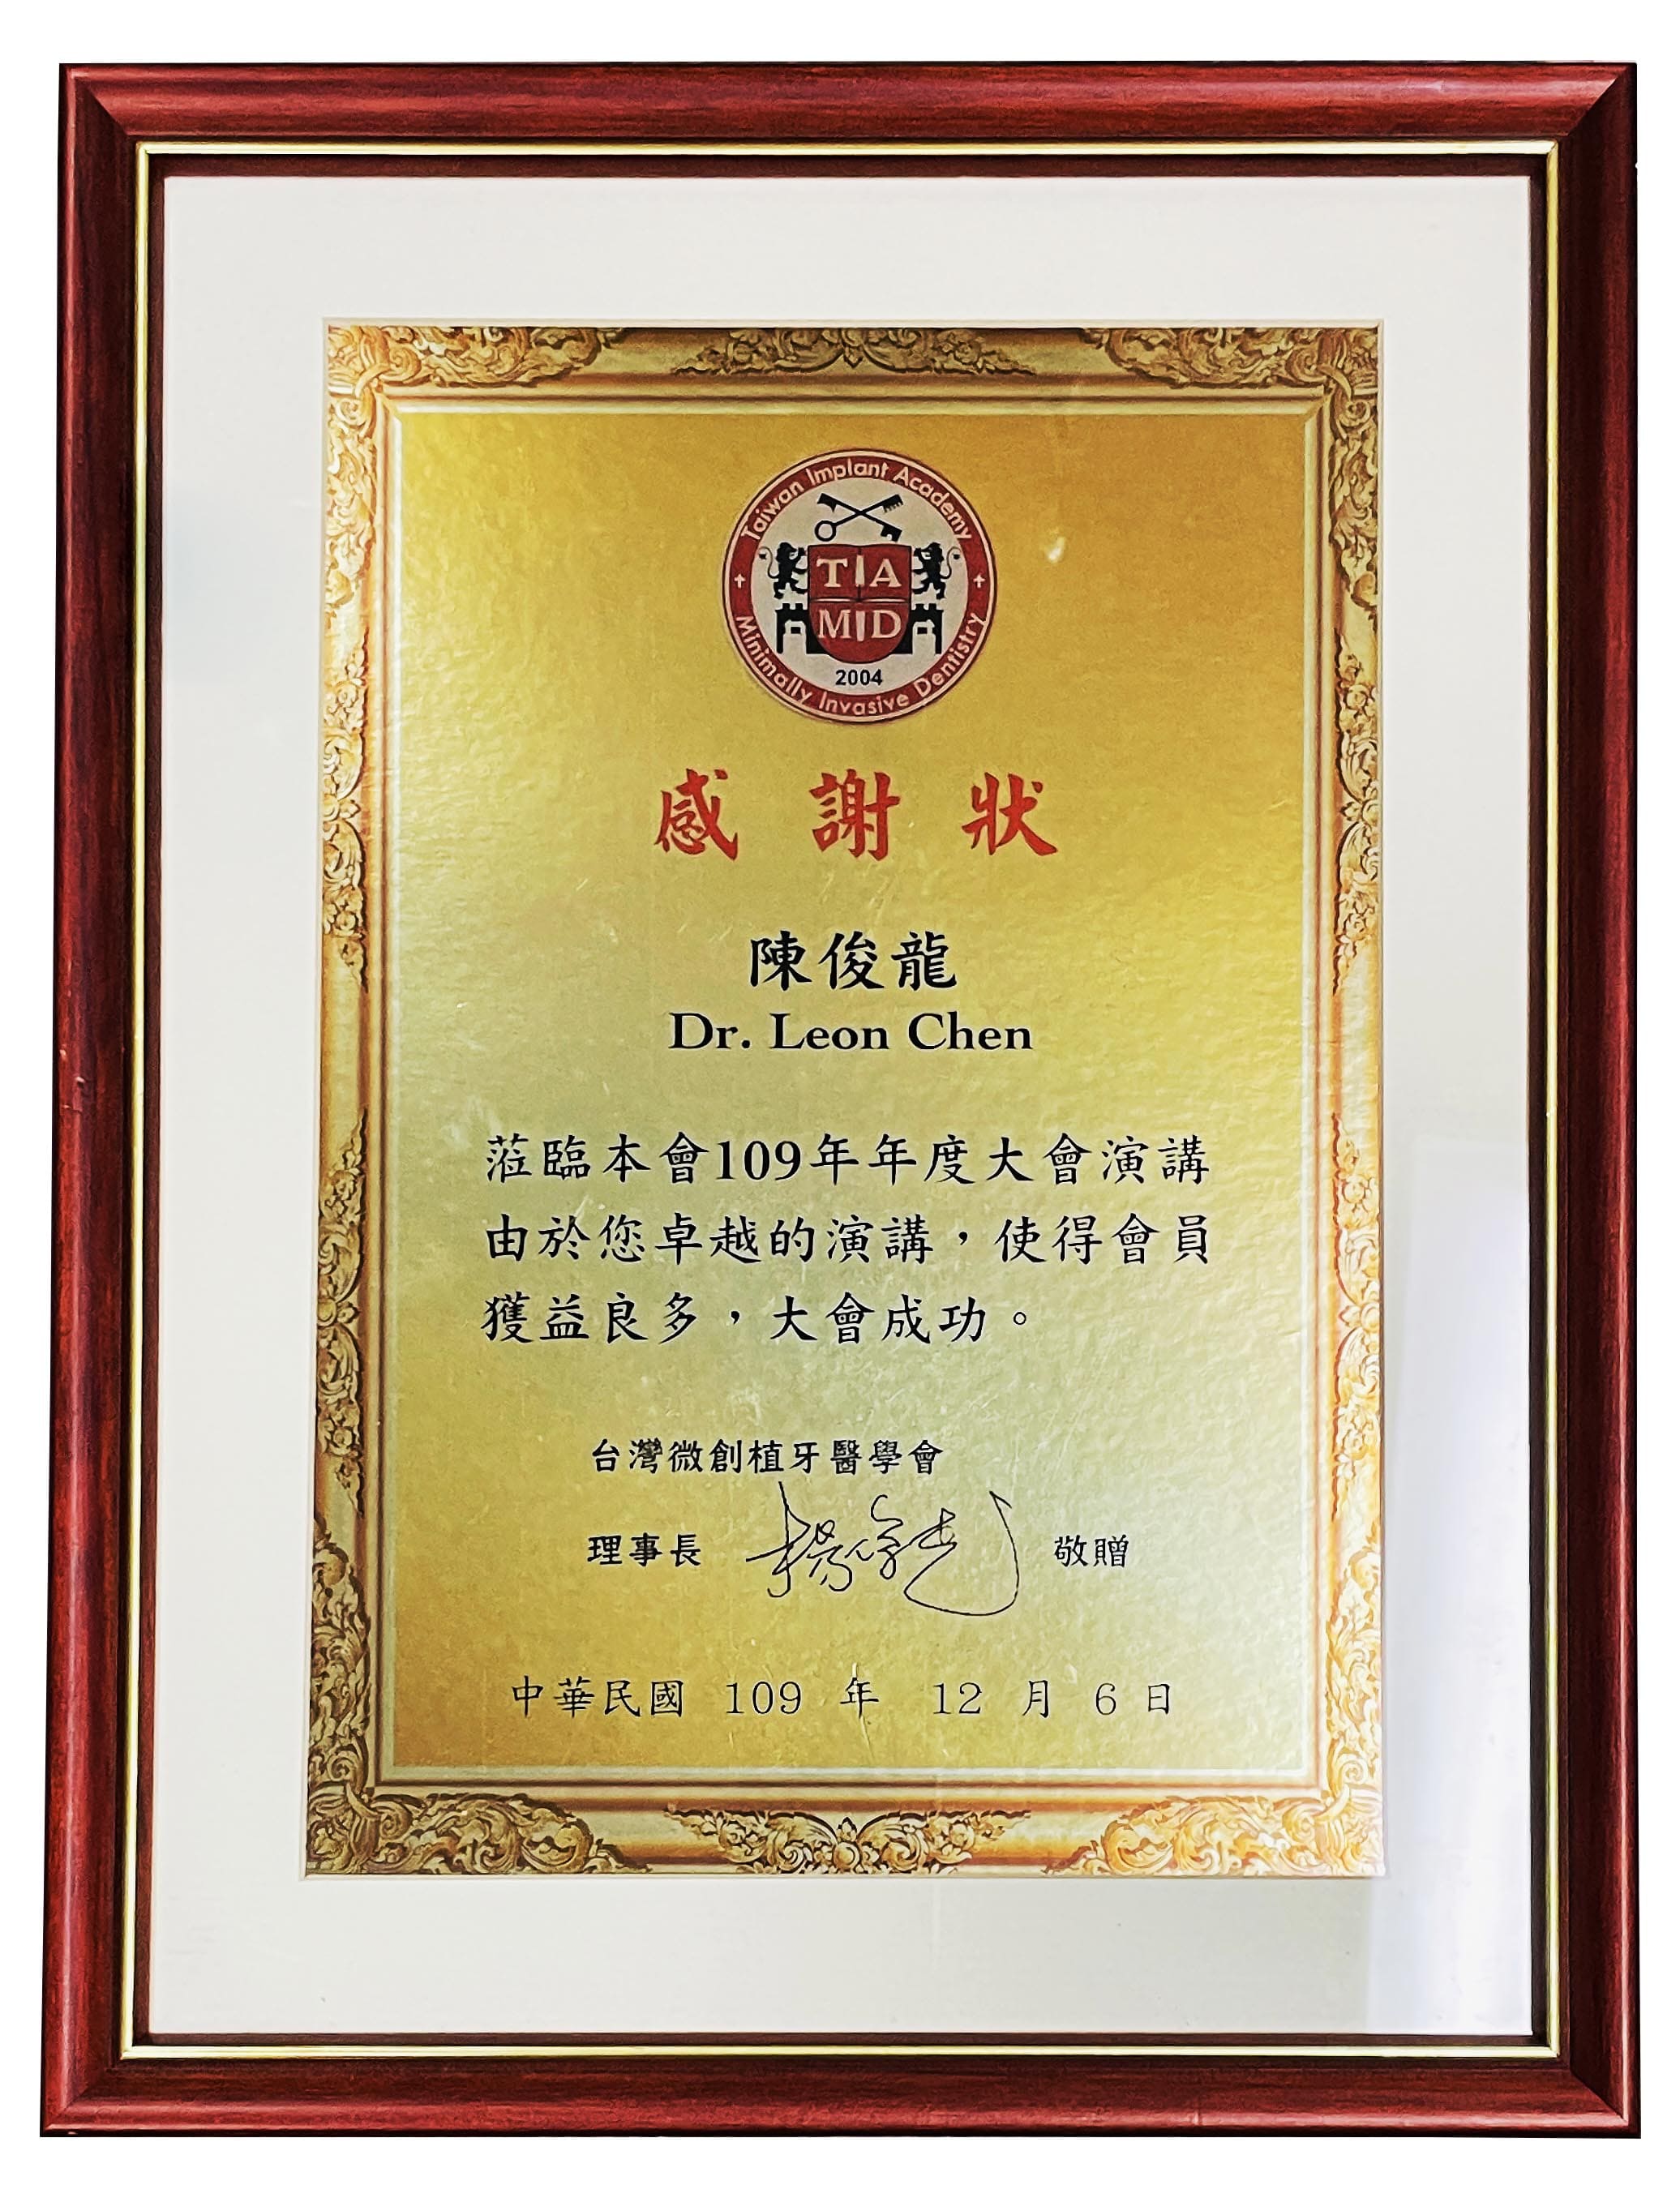 Taiwan Implant Academy
TIA
MID
2004
Minimally Invasive Dentistry
感謝狀
陳俊龍
Dr. Leon Chen
蒞臨本會109年年度大會演講
由於您卓越的演講，使得會員
獲益良多，大會成功。
台灣微創植牙醫學會
理事長 敬贈
中華民國 109 年 12 月 6 日